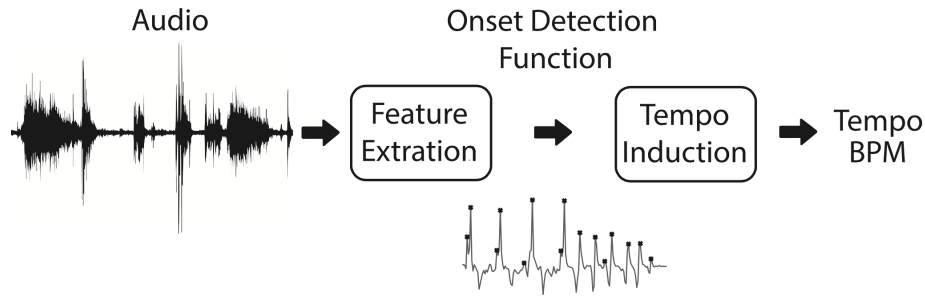 Audio
Onset Detection
Function
Feature
Extration
Tempo
Induction
Tempo
BPM